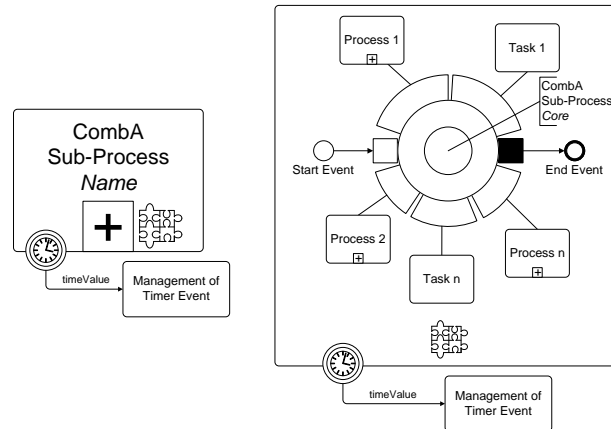 CombA
Sub-Process
Name
timeValue
Management of
Timer Event
Process 1
Task 1
CombA
Sub-Process
Core
Start Event
End Event
Process 2
Task n
Process n
timeValue
Management of
Timer Event